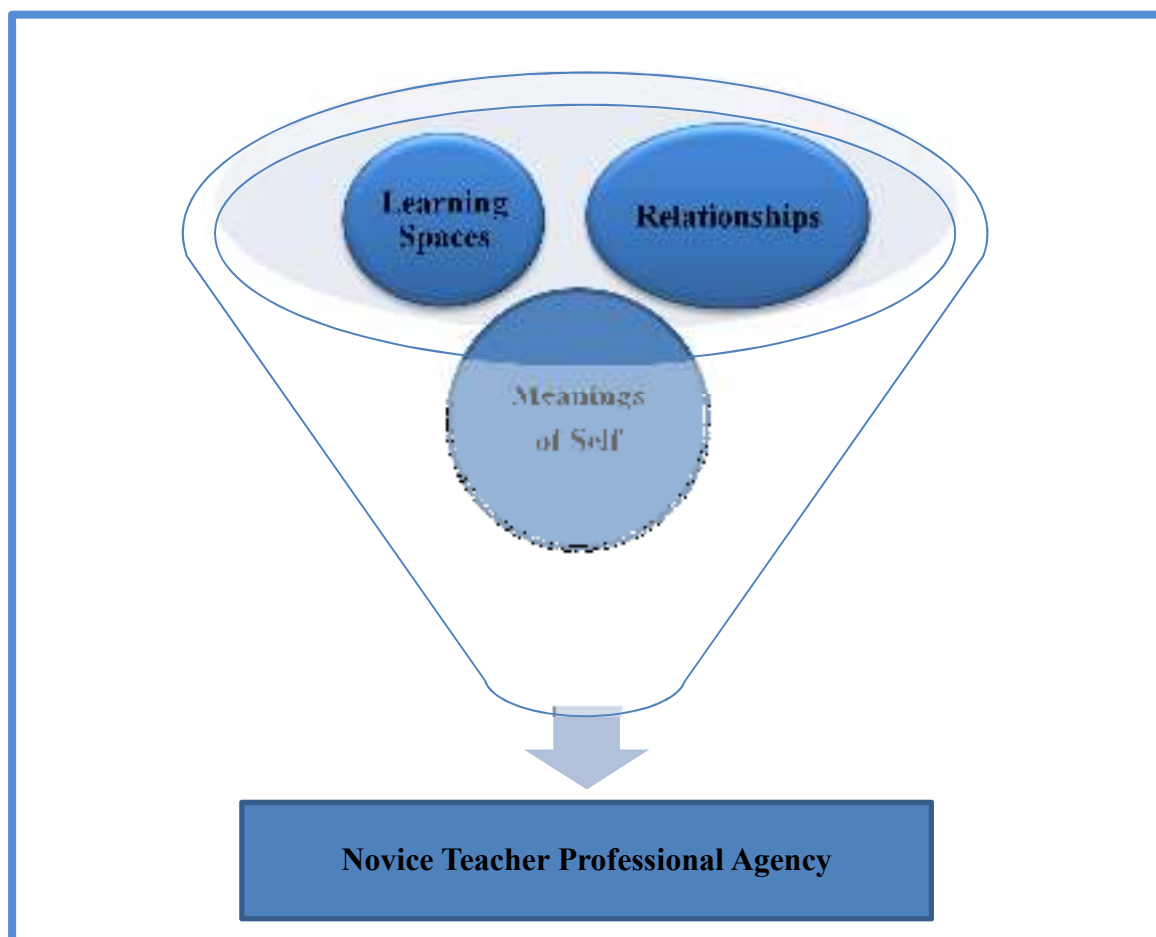 Learning
Spaces
Relationships
Meanings
of Self
Novice Teacher Professional Agency